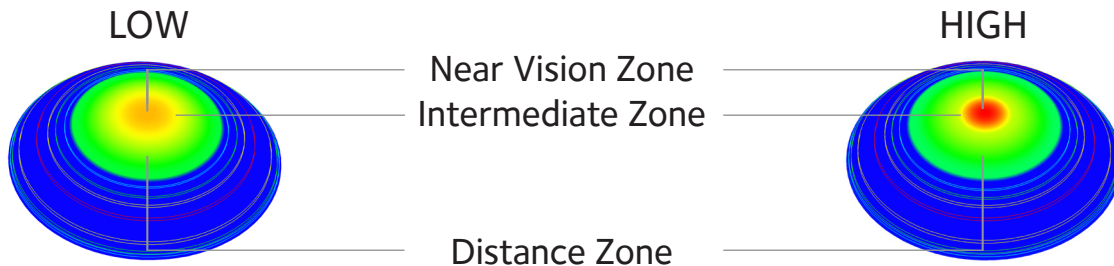 LOW
HIGH
Near Vision Zone
Intermediate Zone
Distance Zone